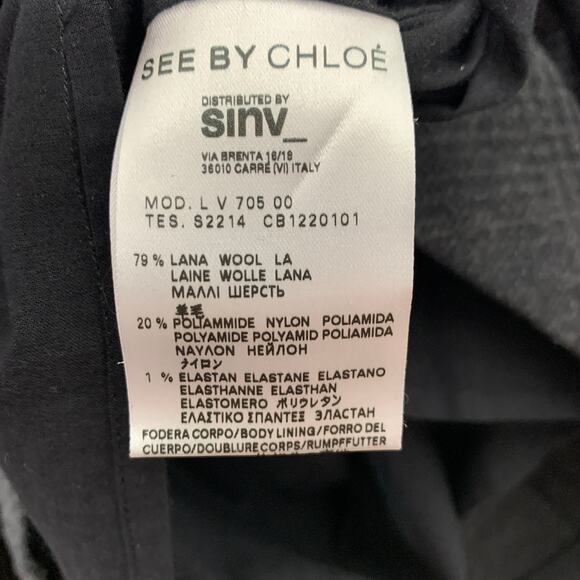 SEE BY CHLOÉ
DISTRIBUTED BY
sinv_
VIA BRENTA 16/18
36010 CARRÈ (VI) ITALY
MOD. L V 705 00
TES. S2214 CB1220101
79 % LANA WOOL LA
LAINE WOLLE LANA
ΜΑΛΛΙ ШЕРСТЬ
羊毛
20 % POLIAMMIDE NYLON POLIAMIDA
POLYAMIDE POLYAMID POLIAMIDA
ΝΑΥΛΟΝ НЕЙЛОН
ナイロン
1 % ELASTAN ELASTANE ELASTANO
ELASTHANNE ELASTHAN
ELASTOMERO ポリウレタン
ΕΛΑΣΤΙΚΟ ΣΠΑΝΤΕΞ ЭЛАСТАН
FODERA CORPO/BODY LINING/FORRO DEL
CUERPO/DOUBLURE CORPS/RUMPFFUTTER